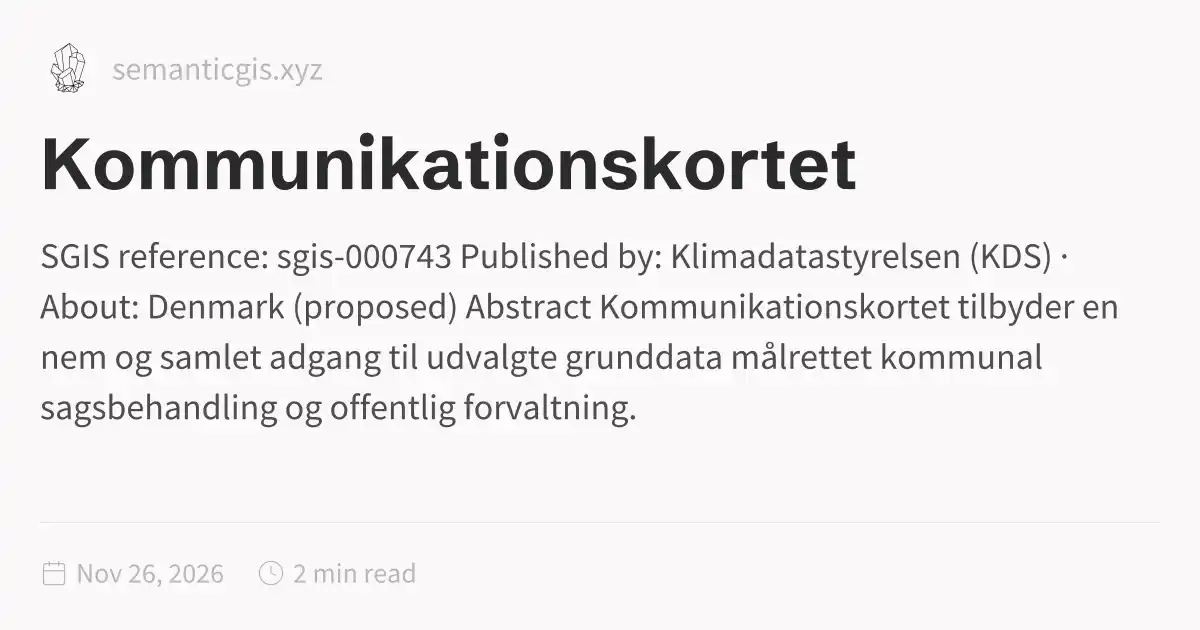 semanticgis.xyz
Kommunikationskortet
SGIS reference: sgis-000743 Published by: Klimadatastyrelsen (KDS) ·
About: Denmark (proposed) Abstract Kommunikationskortet tilbyder en
nem og samlet adgang til udvalgte grunddata målrettet kommunal
sagsbehandling og offentlig forvaltning.
Nov 26, 2026 2 min read